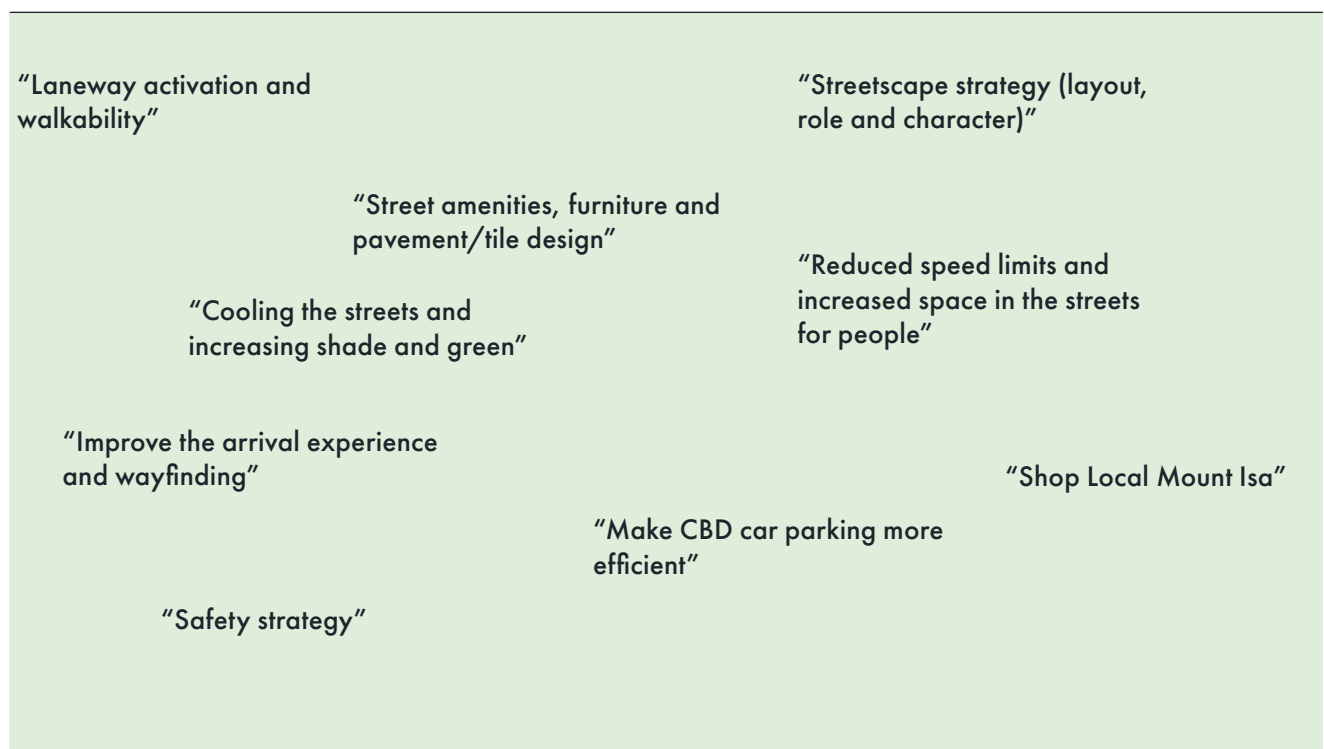 “Laneway activation and
walkability”
“Streetscape strategy (layout,
role and character)”
“Street amenities, furniture and
pavement/tile design”
“Reduced speed limits and
increased space in the streets
for people”
“Cooling the streets and
increasing shade and green”
“Improve the arrival experience
and wayfinding”
“Shop Local Mount Isa”
“Make CBD car parking more
efficient”
“Safety strategy”